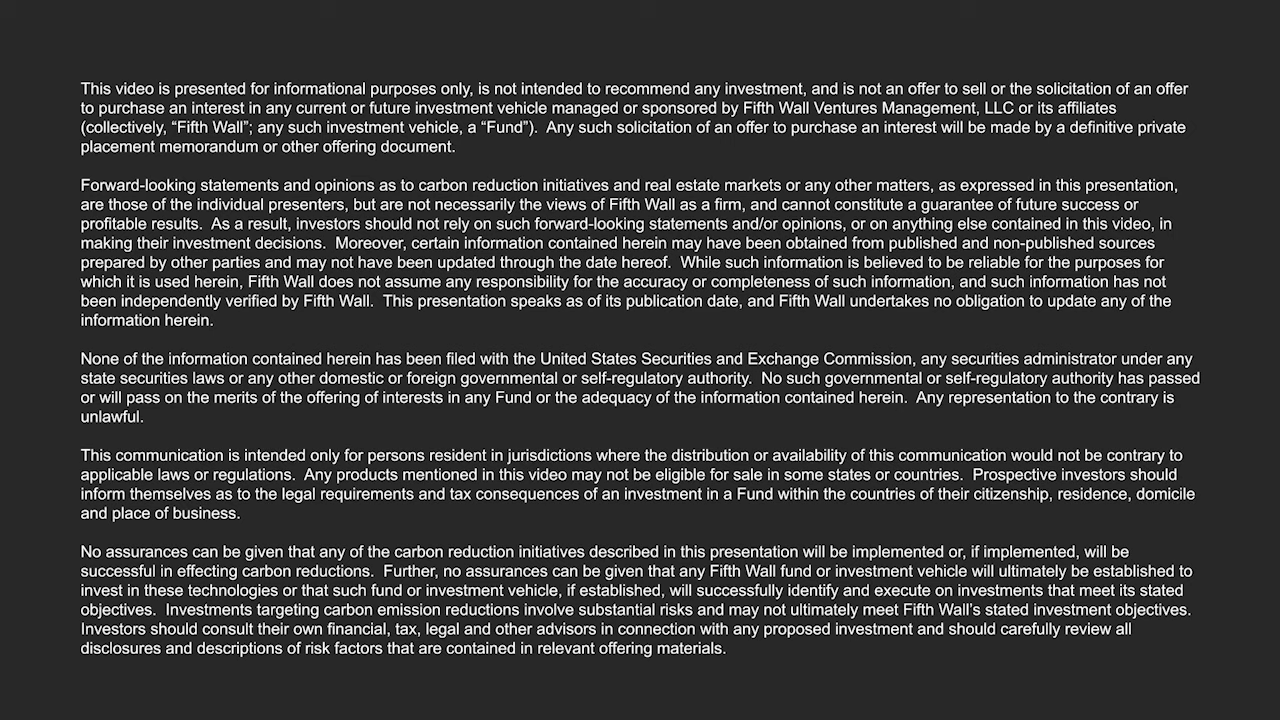 This video is presented for informational purposes only, is not intended to recommend any investment, and is not an offer to sell or the solicitation of an offer
to purchase an interest in any current or future investment vehicle managed or sponsored by Fifth Wall Ventures Management, LLC or its affiliates
(collectively, “Fifth Wall”; any such investment vehicle, a “Fund”).  Any such solicitation of an offer to purchase an interest will be made by a definitive private
placement memorandum or other offering document.
Forward-looking statements and opinions as to carbon reduction initiatives and real estate markets or any other matters, as expressed in this presentation,
are those of the individual presenters, but are not necessarily the views of Fifth Wall as a firm, and cannot constitute a guarantee of future success or
profitable results.  As a result, investors should not rely on such forward-looking statements and/or opinions, or on anything else contained in this video, in
making their investment decisions.  Moreover, certain information contained herein may have been obtained from published and non-published sources
prepared by other parties and may not have been updated through the date hereof.  While such information is believed to be reliable for the purposes for
which it is used herein, Fifth Wall does not assume any responsibility for the accuracy or completeness of such information, and such information has not
been independently verified by Fifth Wall.  This presentation speaks as of its publication date, and Fifth Wall undertakes no obligation to update any of the
information herein.
None of the information contained herein has been filed with the United States Securities and Exchange Commission, any securities administrator under any
state securities laws or any other domestic or foreign governmental or self-regulatory authority.  No such governmental or self-regulatory authority has passed
or will pass on the merits of the offering of interests in any Fund or the adequacy of the information contained herein.  Any representation to the contrary is
unlawful.
This communication is intended only for persons resident in jurisdictions where the distribution or availability of this communication would not be contrary to
applicable laws or regulations.  Any products mentioned in this video may not be eligible for sale in some states or countries.  Prospective investors should
inform themselves as to the legal requirements and tax consequences of an investment in a Fund within the countries of their citizenship, residence, domicile
and place of business.
No assurances can be given that any of the carbon reduction initiatives described in this presentation will be implemented or, if implemented, will be
successful in effecting carbon reductions.  Further, no assurances can be given that any Fifth Wall fund or investment vehicle will ultimately be established to
invest in these technologies or that such fund or investment vehicle, if established, will successfully identify and execute on investments that meet its stated
objectives.  Investments targeting carbon emission reductions involve substantial risks and may not ultimately meet Fifth Wall’s stated investment objectives.
Investors should consult their own financial, tax, legal and other advisors in connection with any proposed investment and should carefully review all
disclosures and descriptions of risk factors that are contained in relevant offering materials.